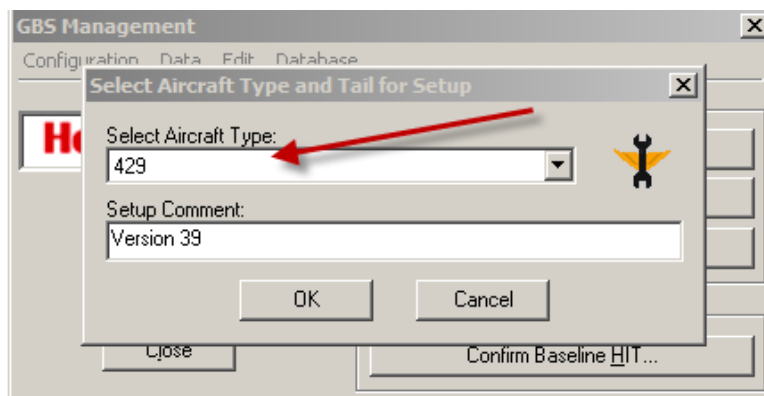 GBS Management
Configuration Data Edit Database
Select Aircraft Type and Tail for Setup
Select Aircraft Type:
429
Setup Comment:
Version 39
OK Cancel
Close
Confirm Baseline HIT...